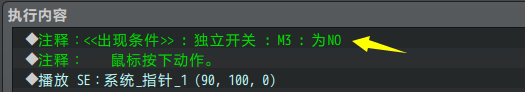 执行内容
◆注释：<<出现条件>> : 独立开关 : M3 : 为NO
◆注释：　　鼠标按下动作。
◆播放 SE：系统_指针_1 (90, 100, 0)